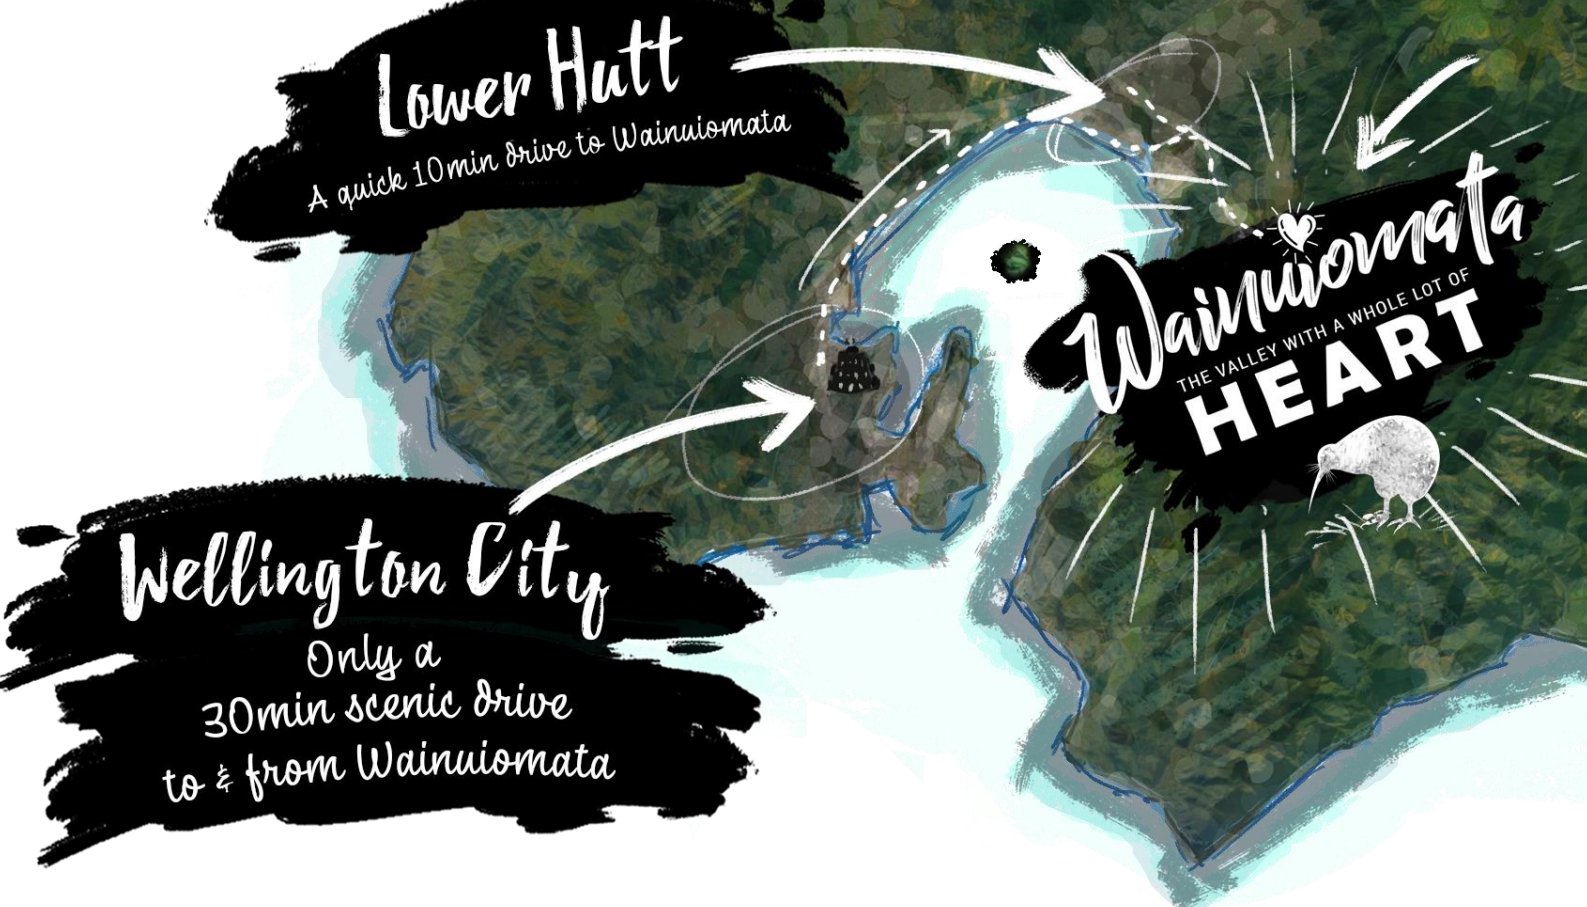 Lower Hutt
A quick 10min drive to Wainuiomata
Wainuiomata
THE VALLEY WITH A WHOLE LOT OF
HEART
Wellington City
Only a
30min scenic drive
to & from Wainuiomata